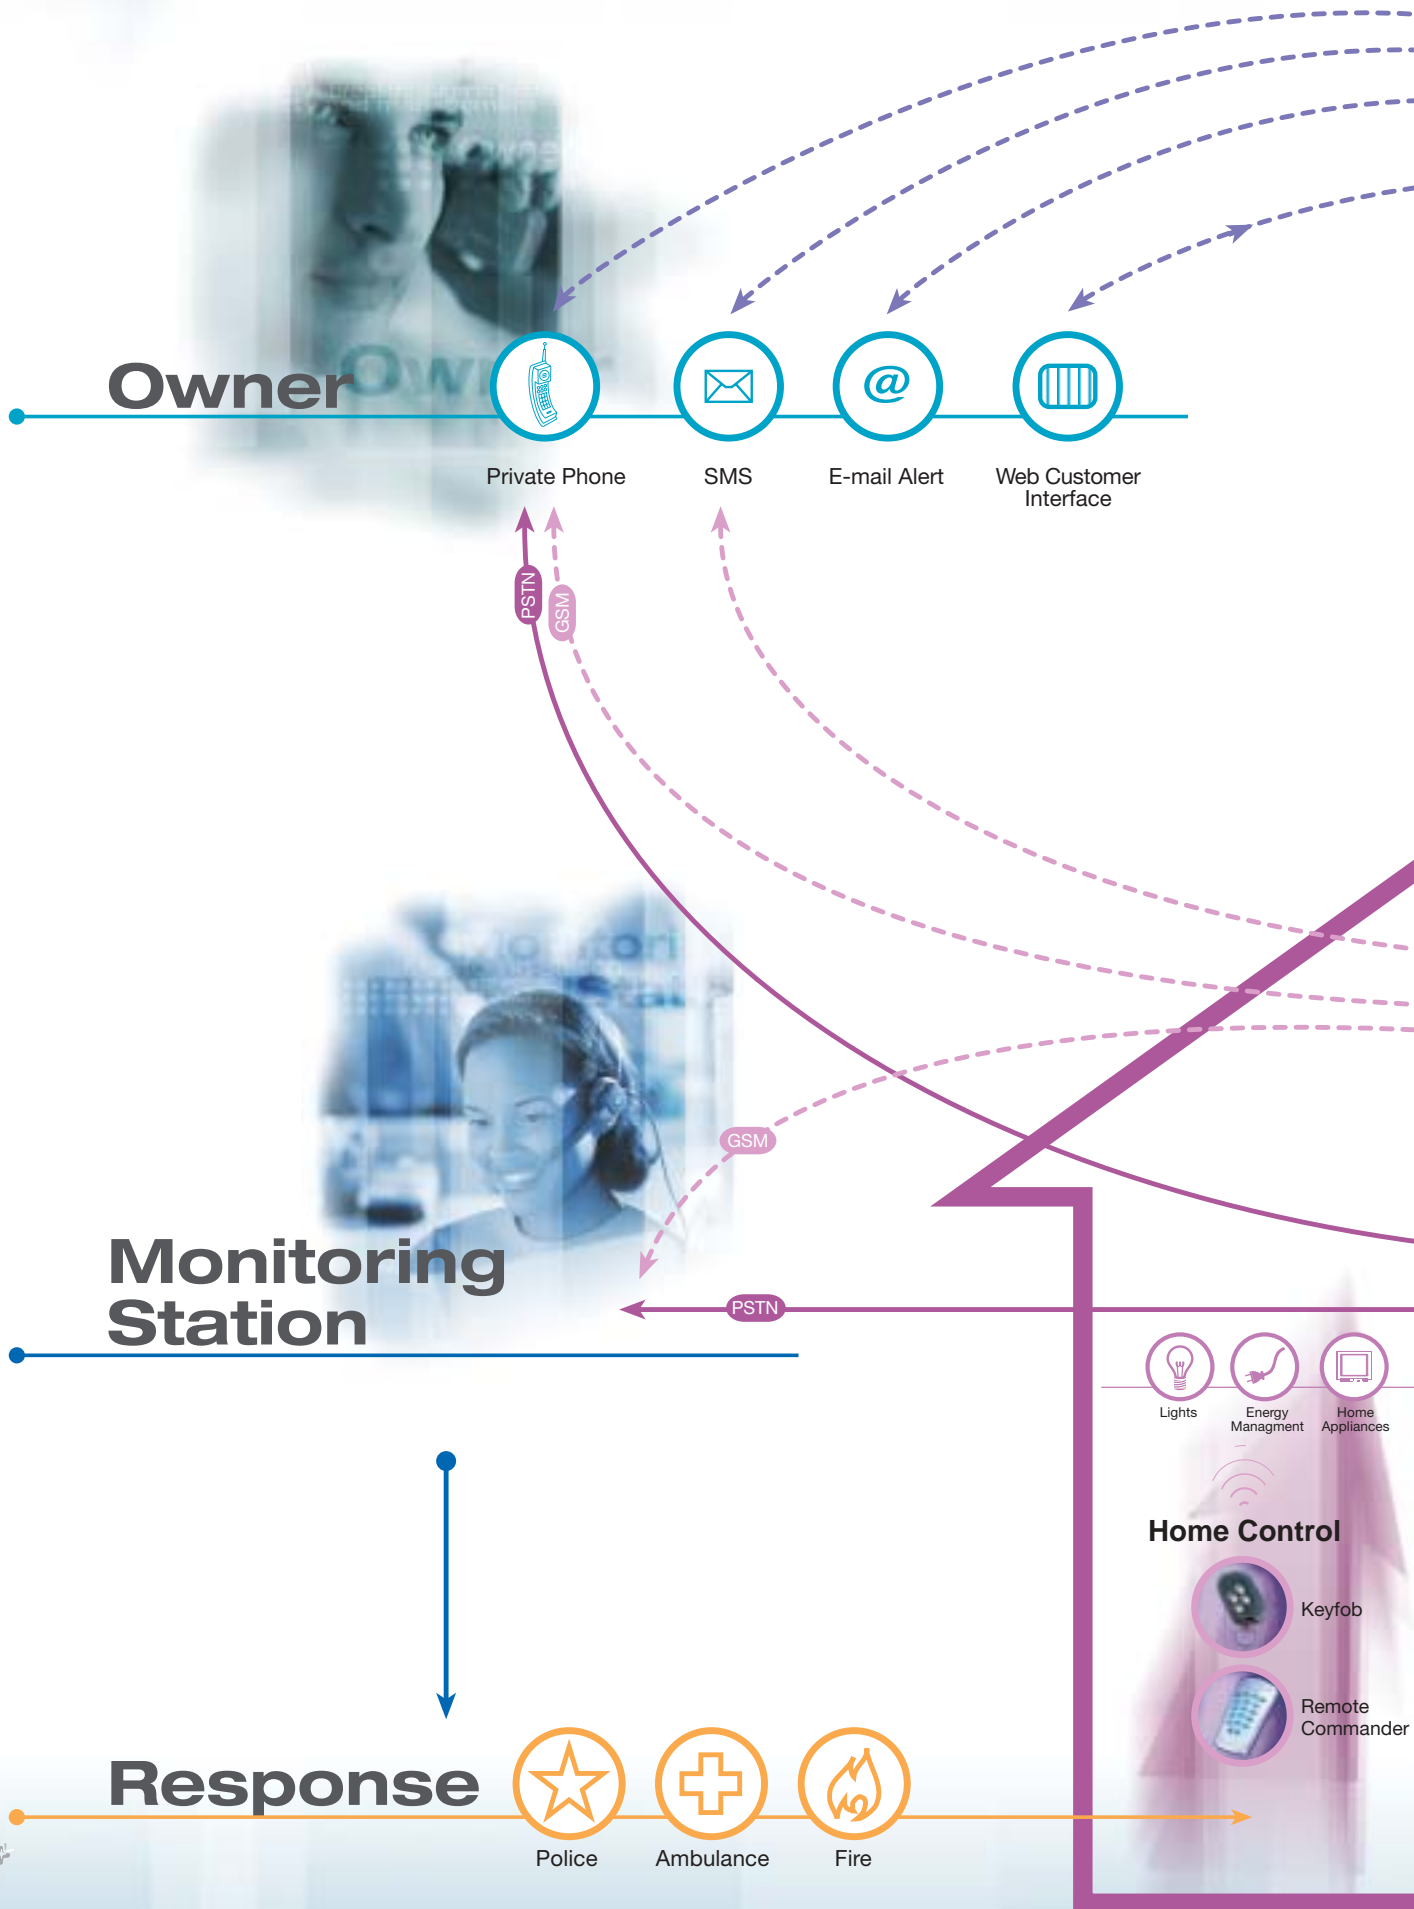 Owner
Private Phone
SMS
E-mail Alert
Web Customer
Interface
@
PSTN
GSM
GSM
Monitoring
Station
PSTN
Lights
Energy
Managment
Home
Appliances
Home Control
Keyfob
Remote
Commander
Response
Police
Ambulance
Fire